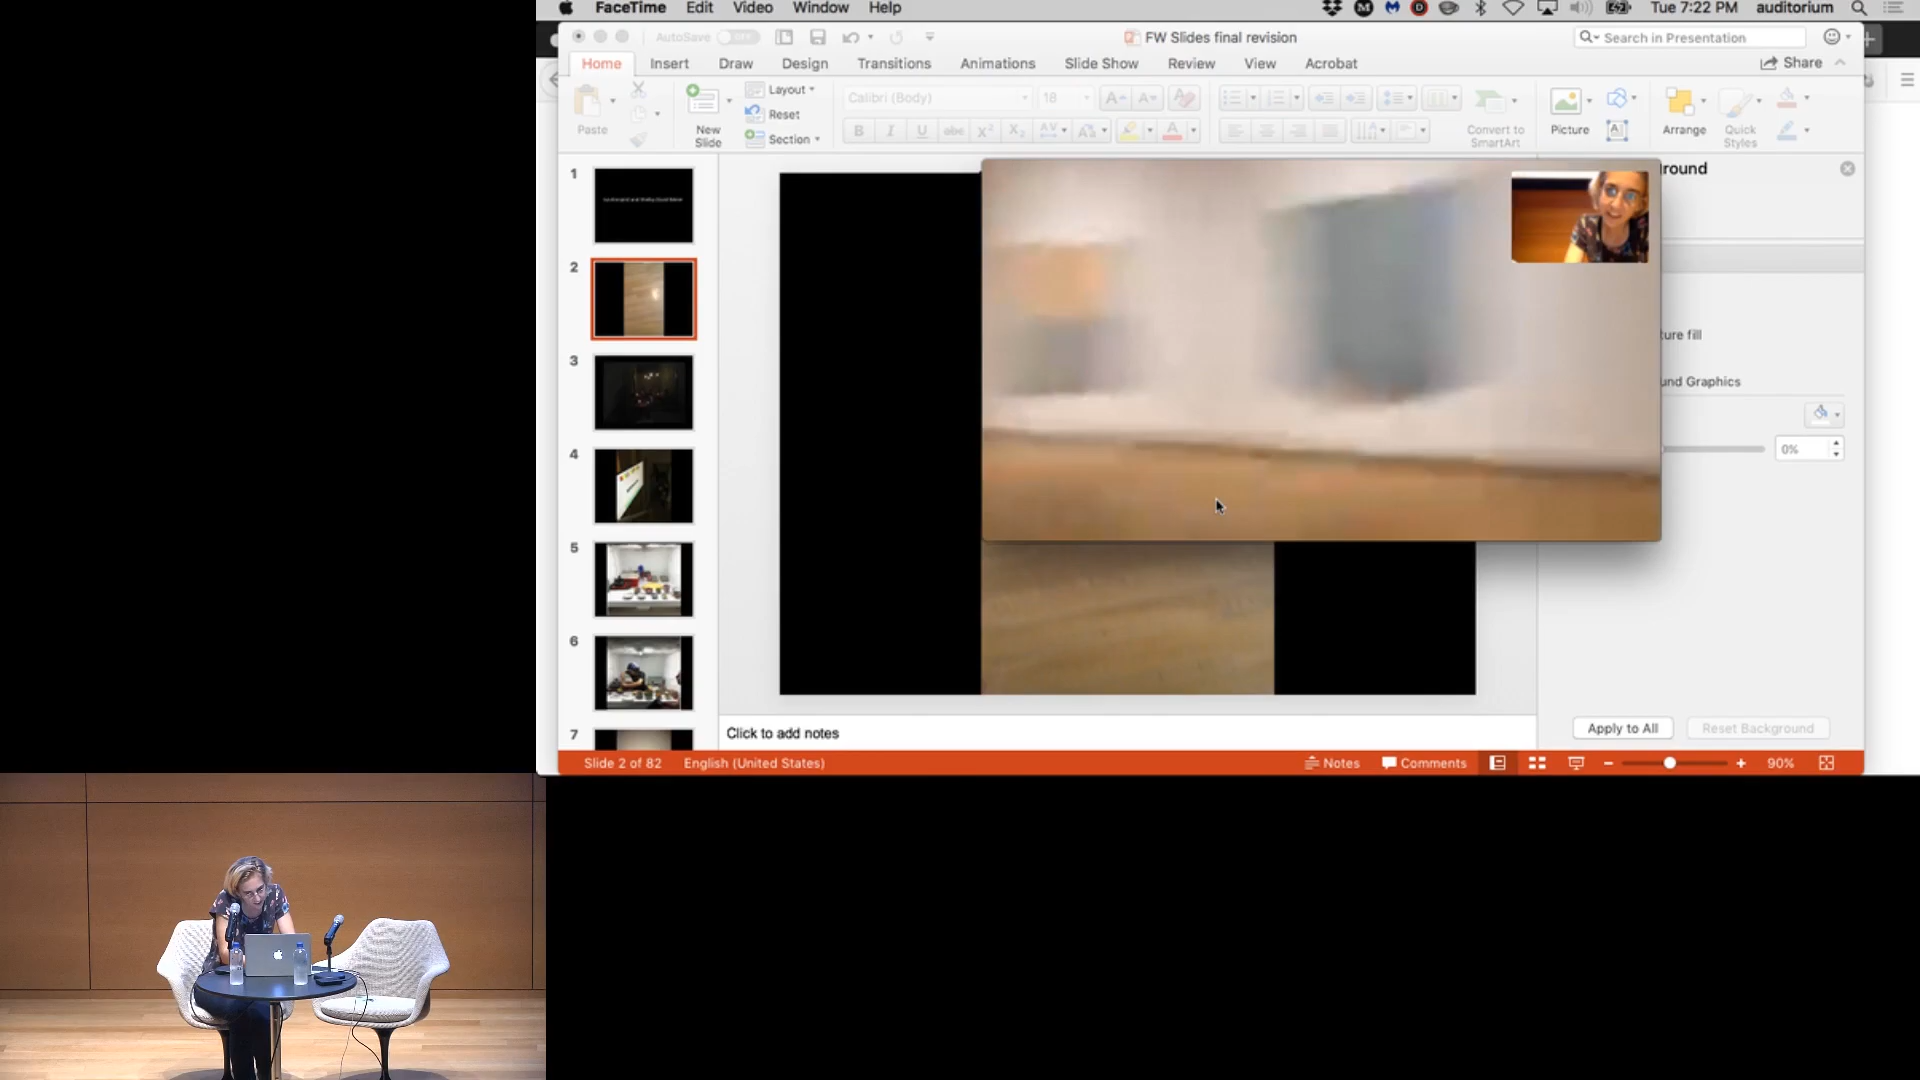 FaceTime Edit Video Window Help Tue 7:22 PM auditorium
AutoSave OFF FW Slides final revision Search in Presentation
Home Insert Draw Design Transitions Animations Slide Show Review View Acrobat Share
Paste New Slide Layout Reset Section Calibri (Body) 18 Convert to SmartArt Picture Arrange Quick Styles
round
ture fill
und Graphics
0%
1
2
3
4
5
6
7
Click to add notes
Apply to All Reset Background
Slide 2 of 82 English (United States) Notes Comments 90%